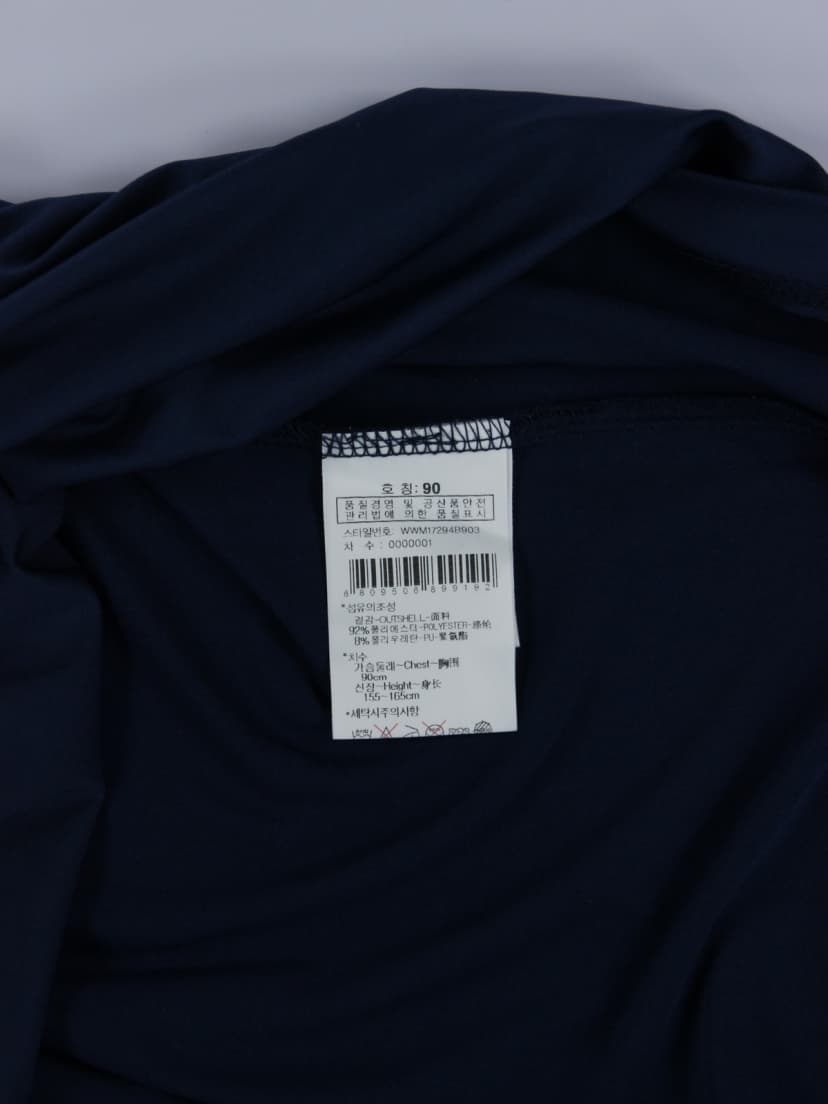 호 칭: 90
품질경영 및 공산품안전
관리법에 의한 품질표시
스타일번호: WWM17294B903
차 수 : 0000001
8 809506 899192
*섬유의조성
겉감-OUTSHELL-面料
92%폴리에스터-POLYESTER-涤纶
8%폴리우레탄-PU-聚氨酯
*치수
가슴둘레-Chest-胸围
90cm
신장-Height-身长
155~165cm
*세탁시주의사항